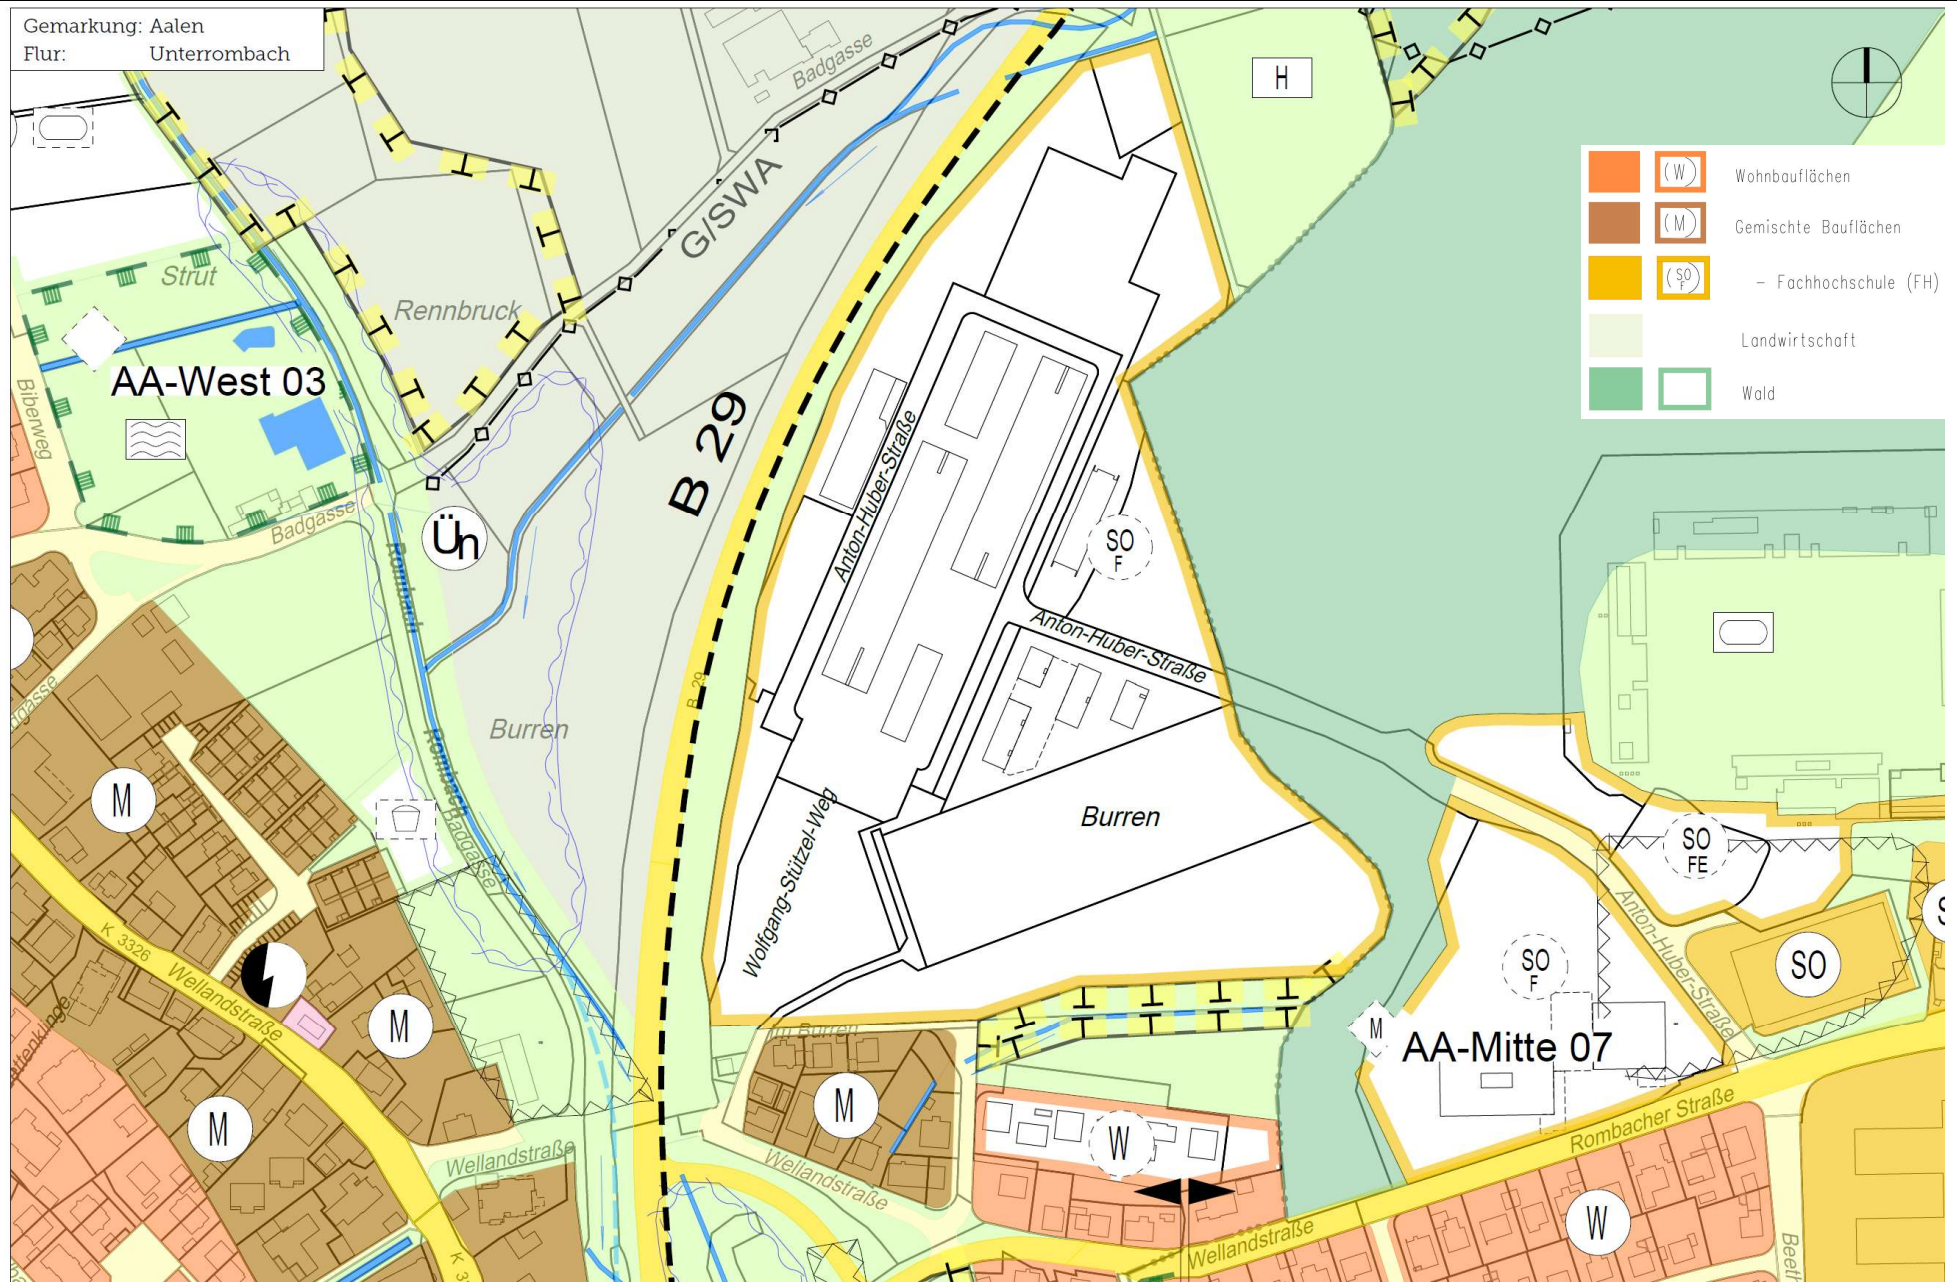 Gemarkung: Aalen
Flur: Unterrombach
Badgasse
H
G/SWA
(W) Wohnbauflächen
(M) Gemischte Bauflächen
(SO F) – Fachhochschule (FH)
Landwirtschaft
Wald
Strut
Rennbruck
AA-West 03
Biberweg
B 29
Anton-Huber-Straße
Badgasse
Ün
Rombach
SO
F
Anton-Huber-Straße
B 29
Burren
Rombach
Badgasse
M
Burren
Wolfgang-Stützel-Weg
SO
FE
Anton-Huber-Straße
K 3326
Wellandstraße
SO
F
SO
M
M
AA-Mitte 07
M
M
W
Wellandstraße
Wellandstraße
Rombacher Straße
W
Wellandstraße